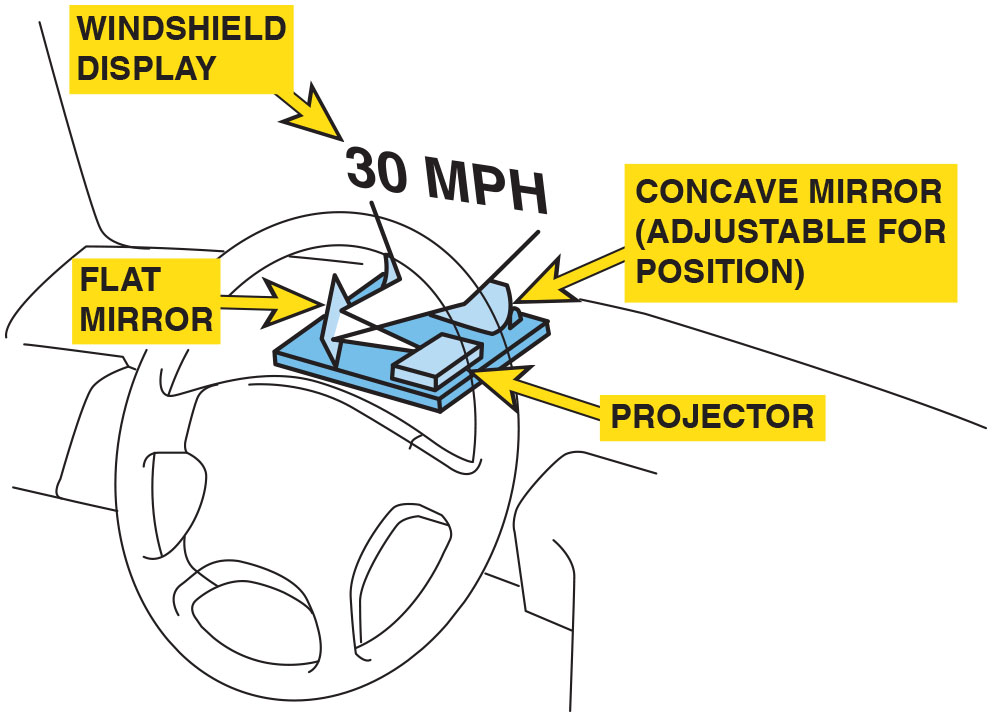 WINDSHIELD
DISPLAY
30 MPH
CONCAVE MIRROR
(ADJUSTABLE FOR
POSITION)
FLAT
MIRROR
PROJECTOR